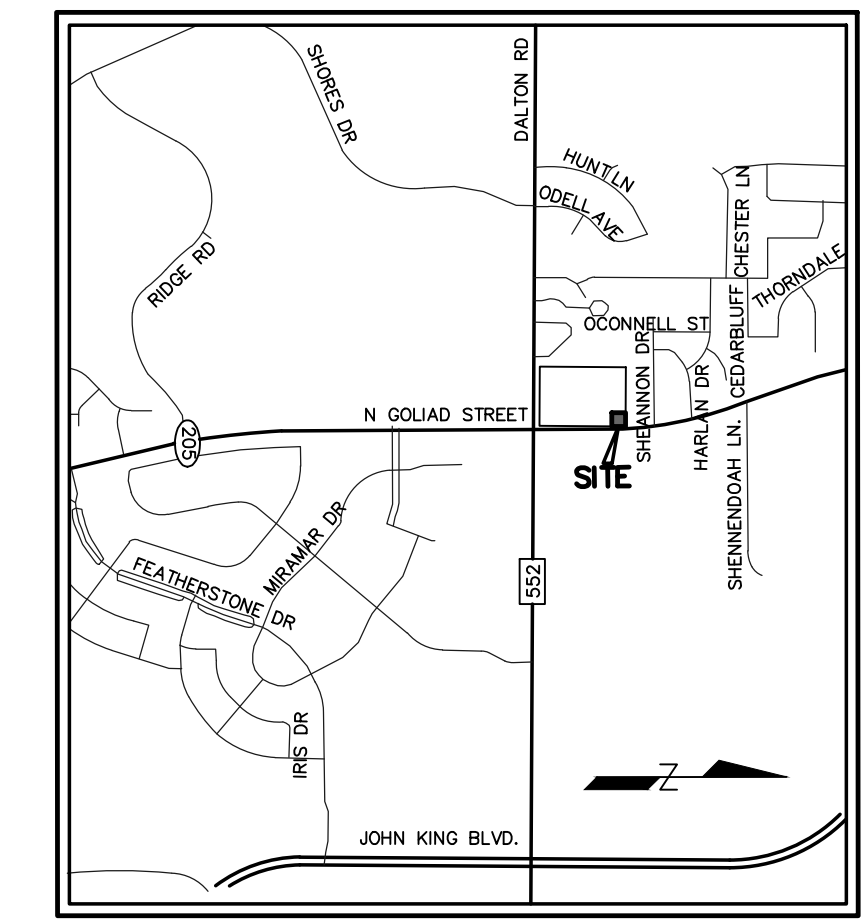 SHORES DR
DALTON RD
HUNT LN
ODELL AVE
CHESTER LN
RIDGE RD
THORNDALE
OCONNELL ST
CEDARBLUFF
SHEANNON DR
HARLAN DR
N GOLIAD STREET
205
SITE
SHENNENDOAH LN.
MIRAMAR DR
FEATHERSTONE DR
552
IRIS DR
Z
JOHN KING BLVD.